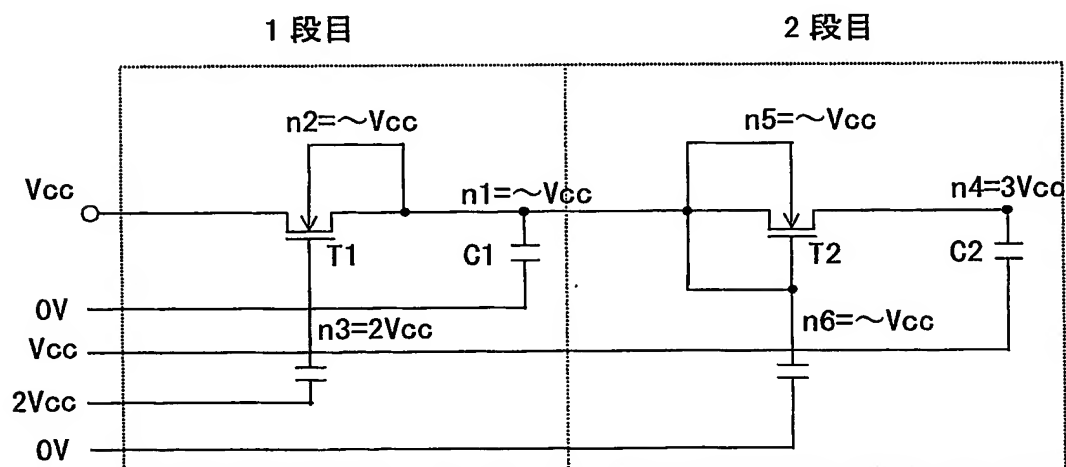 1 段目
2 段目
n2=～Vcc
n5=～Vcc
Vcc
n1=～Vcc
n4=3Vcc
T1
C1
T2
C2
0V
n3=2Vcc
n6=～Vcc
Vcc
2Vcc
0V